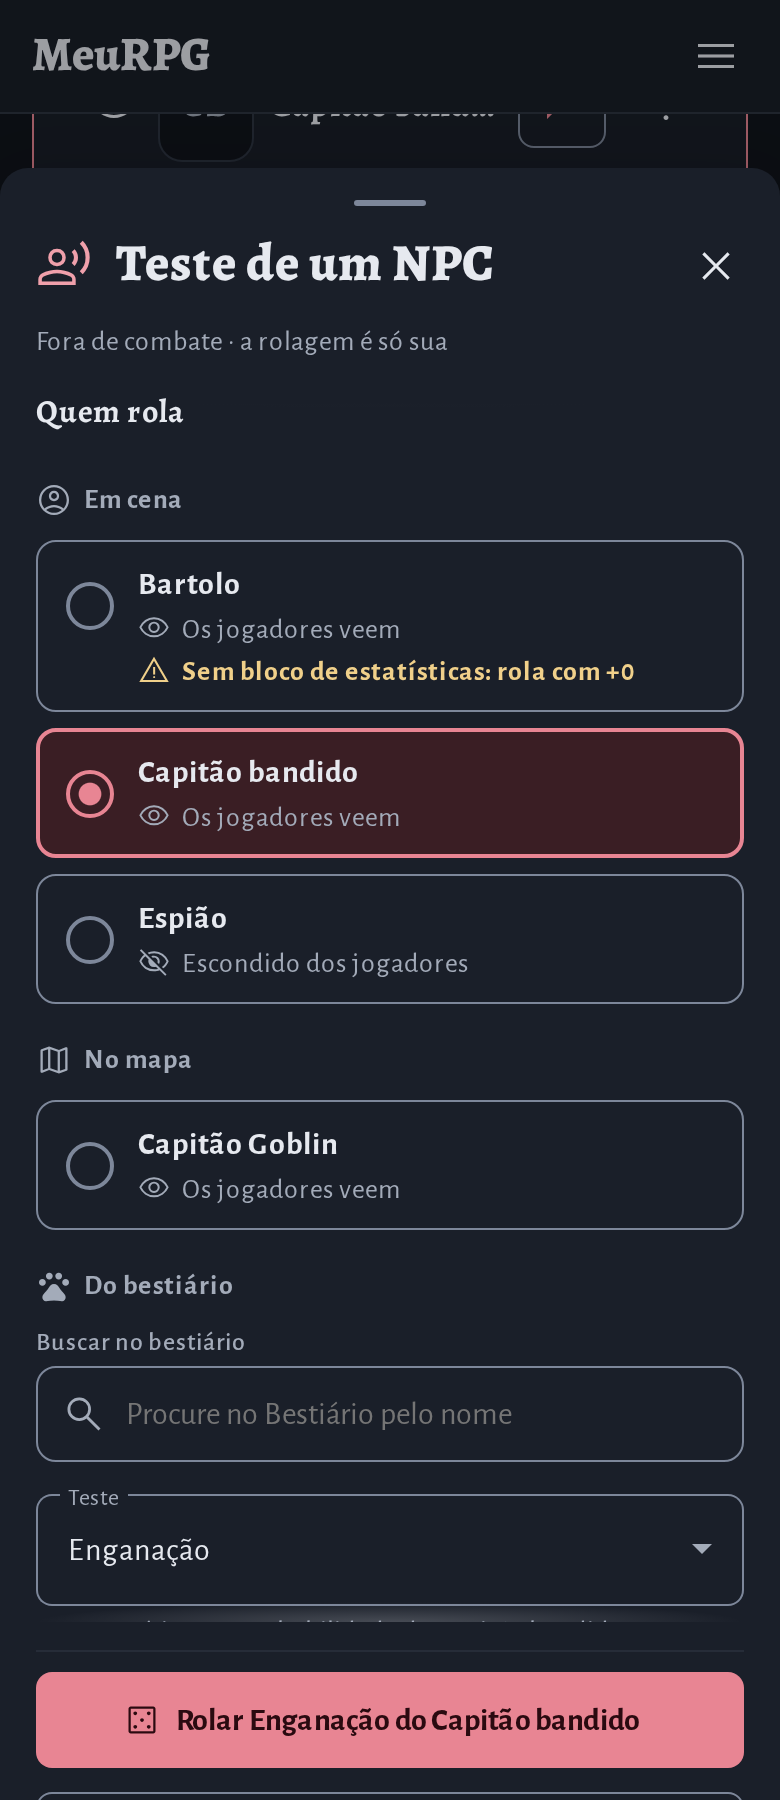 MeuRPG
Teste de um NPC
Fora de combate · a rolagem é só sua
Quem rola
Em cena
Bartolo
Os jogadores veem
Sem bloco de estatísticas: rola com +0
Capitão bandido
Os jogadores veem
Espião
Escondido dos jogadores
No mapa
Capitão Goblin
Os jogadores veem
Do bestiário
Buscar no bestiário
Procure no Bestiário pelo nome
Teste
Enganação
Rolar Enganação do Capitão bandido